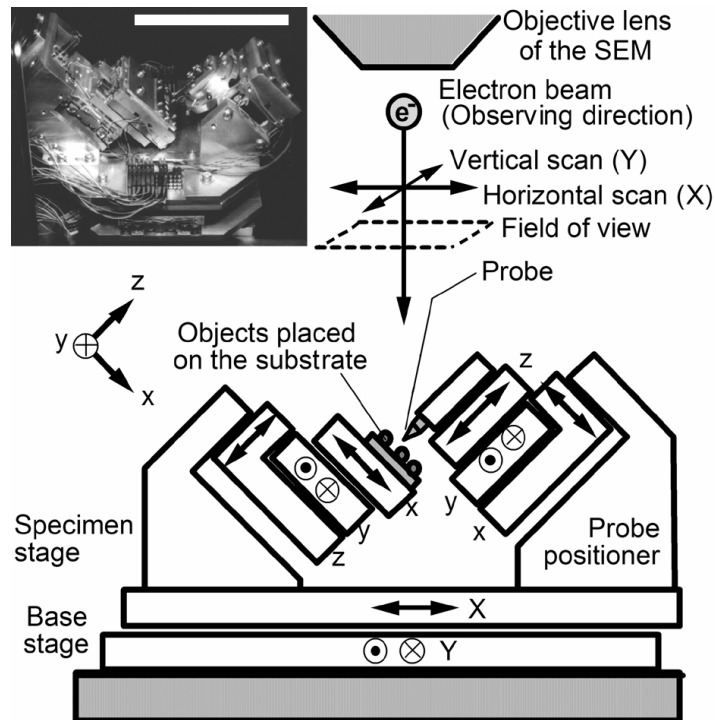 Objective lens
of the SEM
Electron beam
(Observing direction)
e-
Vertical scan (Y)
Horizontal scan (X)
Field of view
Probe
z
y
x
Objects placed
on the substrate
z
x
y
y
x
z
Specimen
stage
Probe
positioner
X
Base
stage
Y